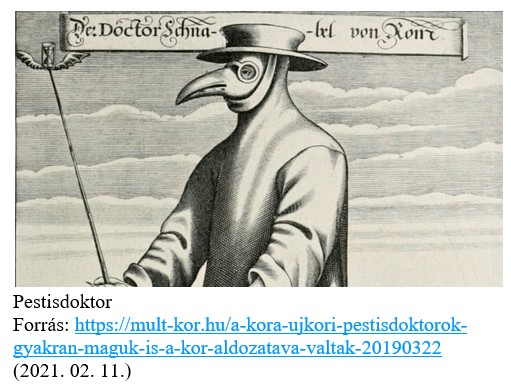 Der Doctor Schna- -bel von Rom
Pestisdoktor
Forrás: https://mult-kor.hu/a-kora-ujkori-pestisdoktorok-
gyakran-maguk-is-a-kor-aldozatava-valtak-20190322
(2021. 02. 11.)